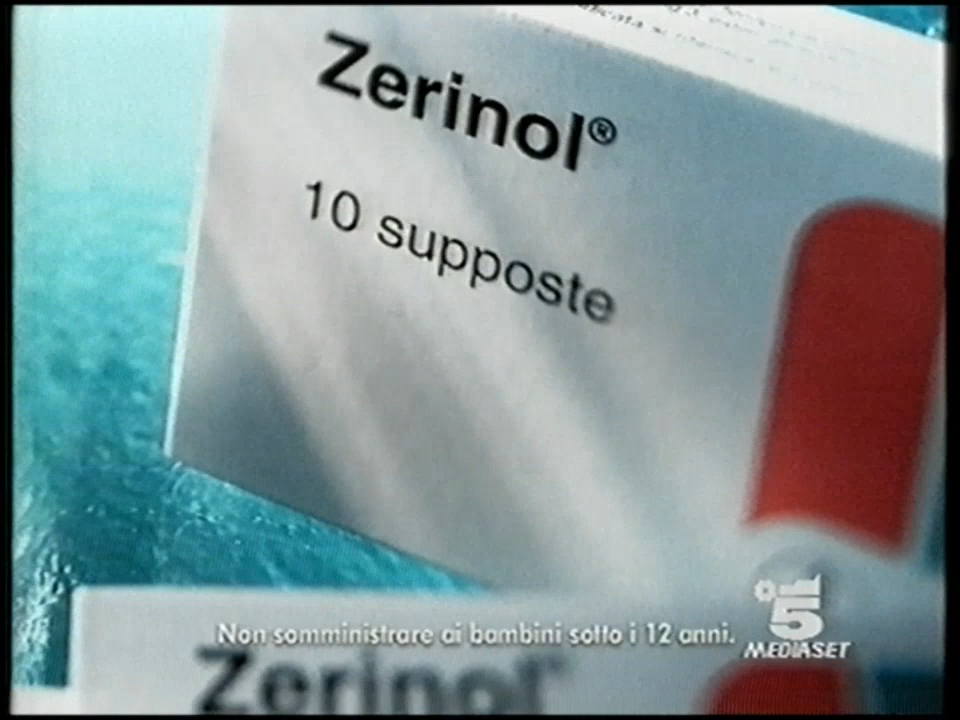 Zerinol®
10 supposte
Non somministrare ai bambini sotto i 12 anni.
5
MEDIASET
Zerinol